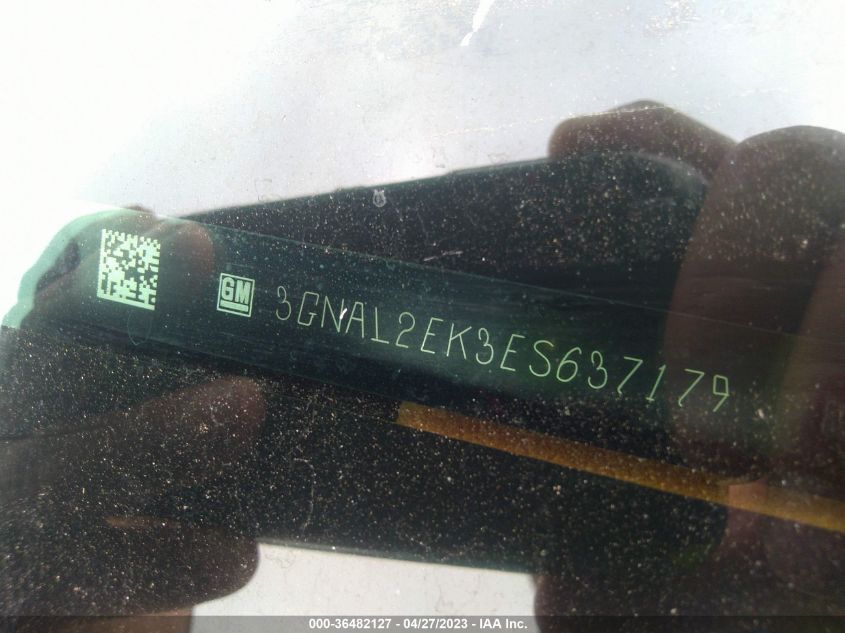 GM 3GNAL2EK3ES637179
000-36482127 - 04/27/2023 - IAA Inc.